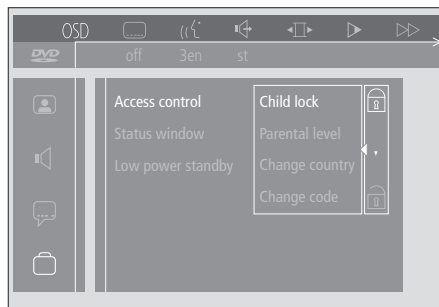 OSD
DVD
off 3en st
Access control Child lock
Status window Parental level
Low power standby Change country
Change code